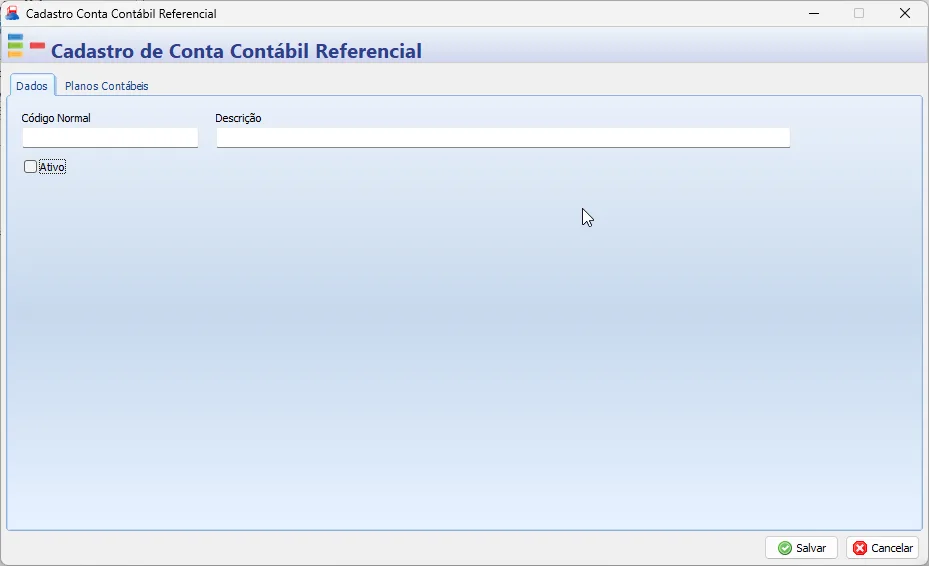 Cadastro Conta Contábil Referencial
Cadastro de Conta Contábil Referencial
Dados Planos Contábeis
Código Normal Descrição
Ativo
Salvar Cancelar